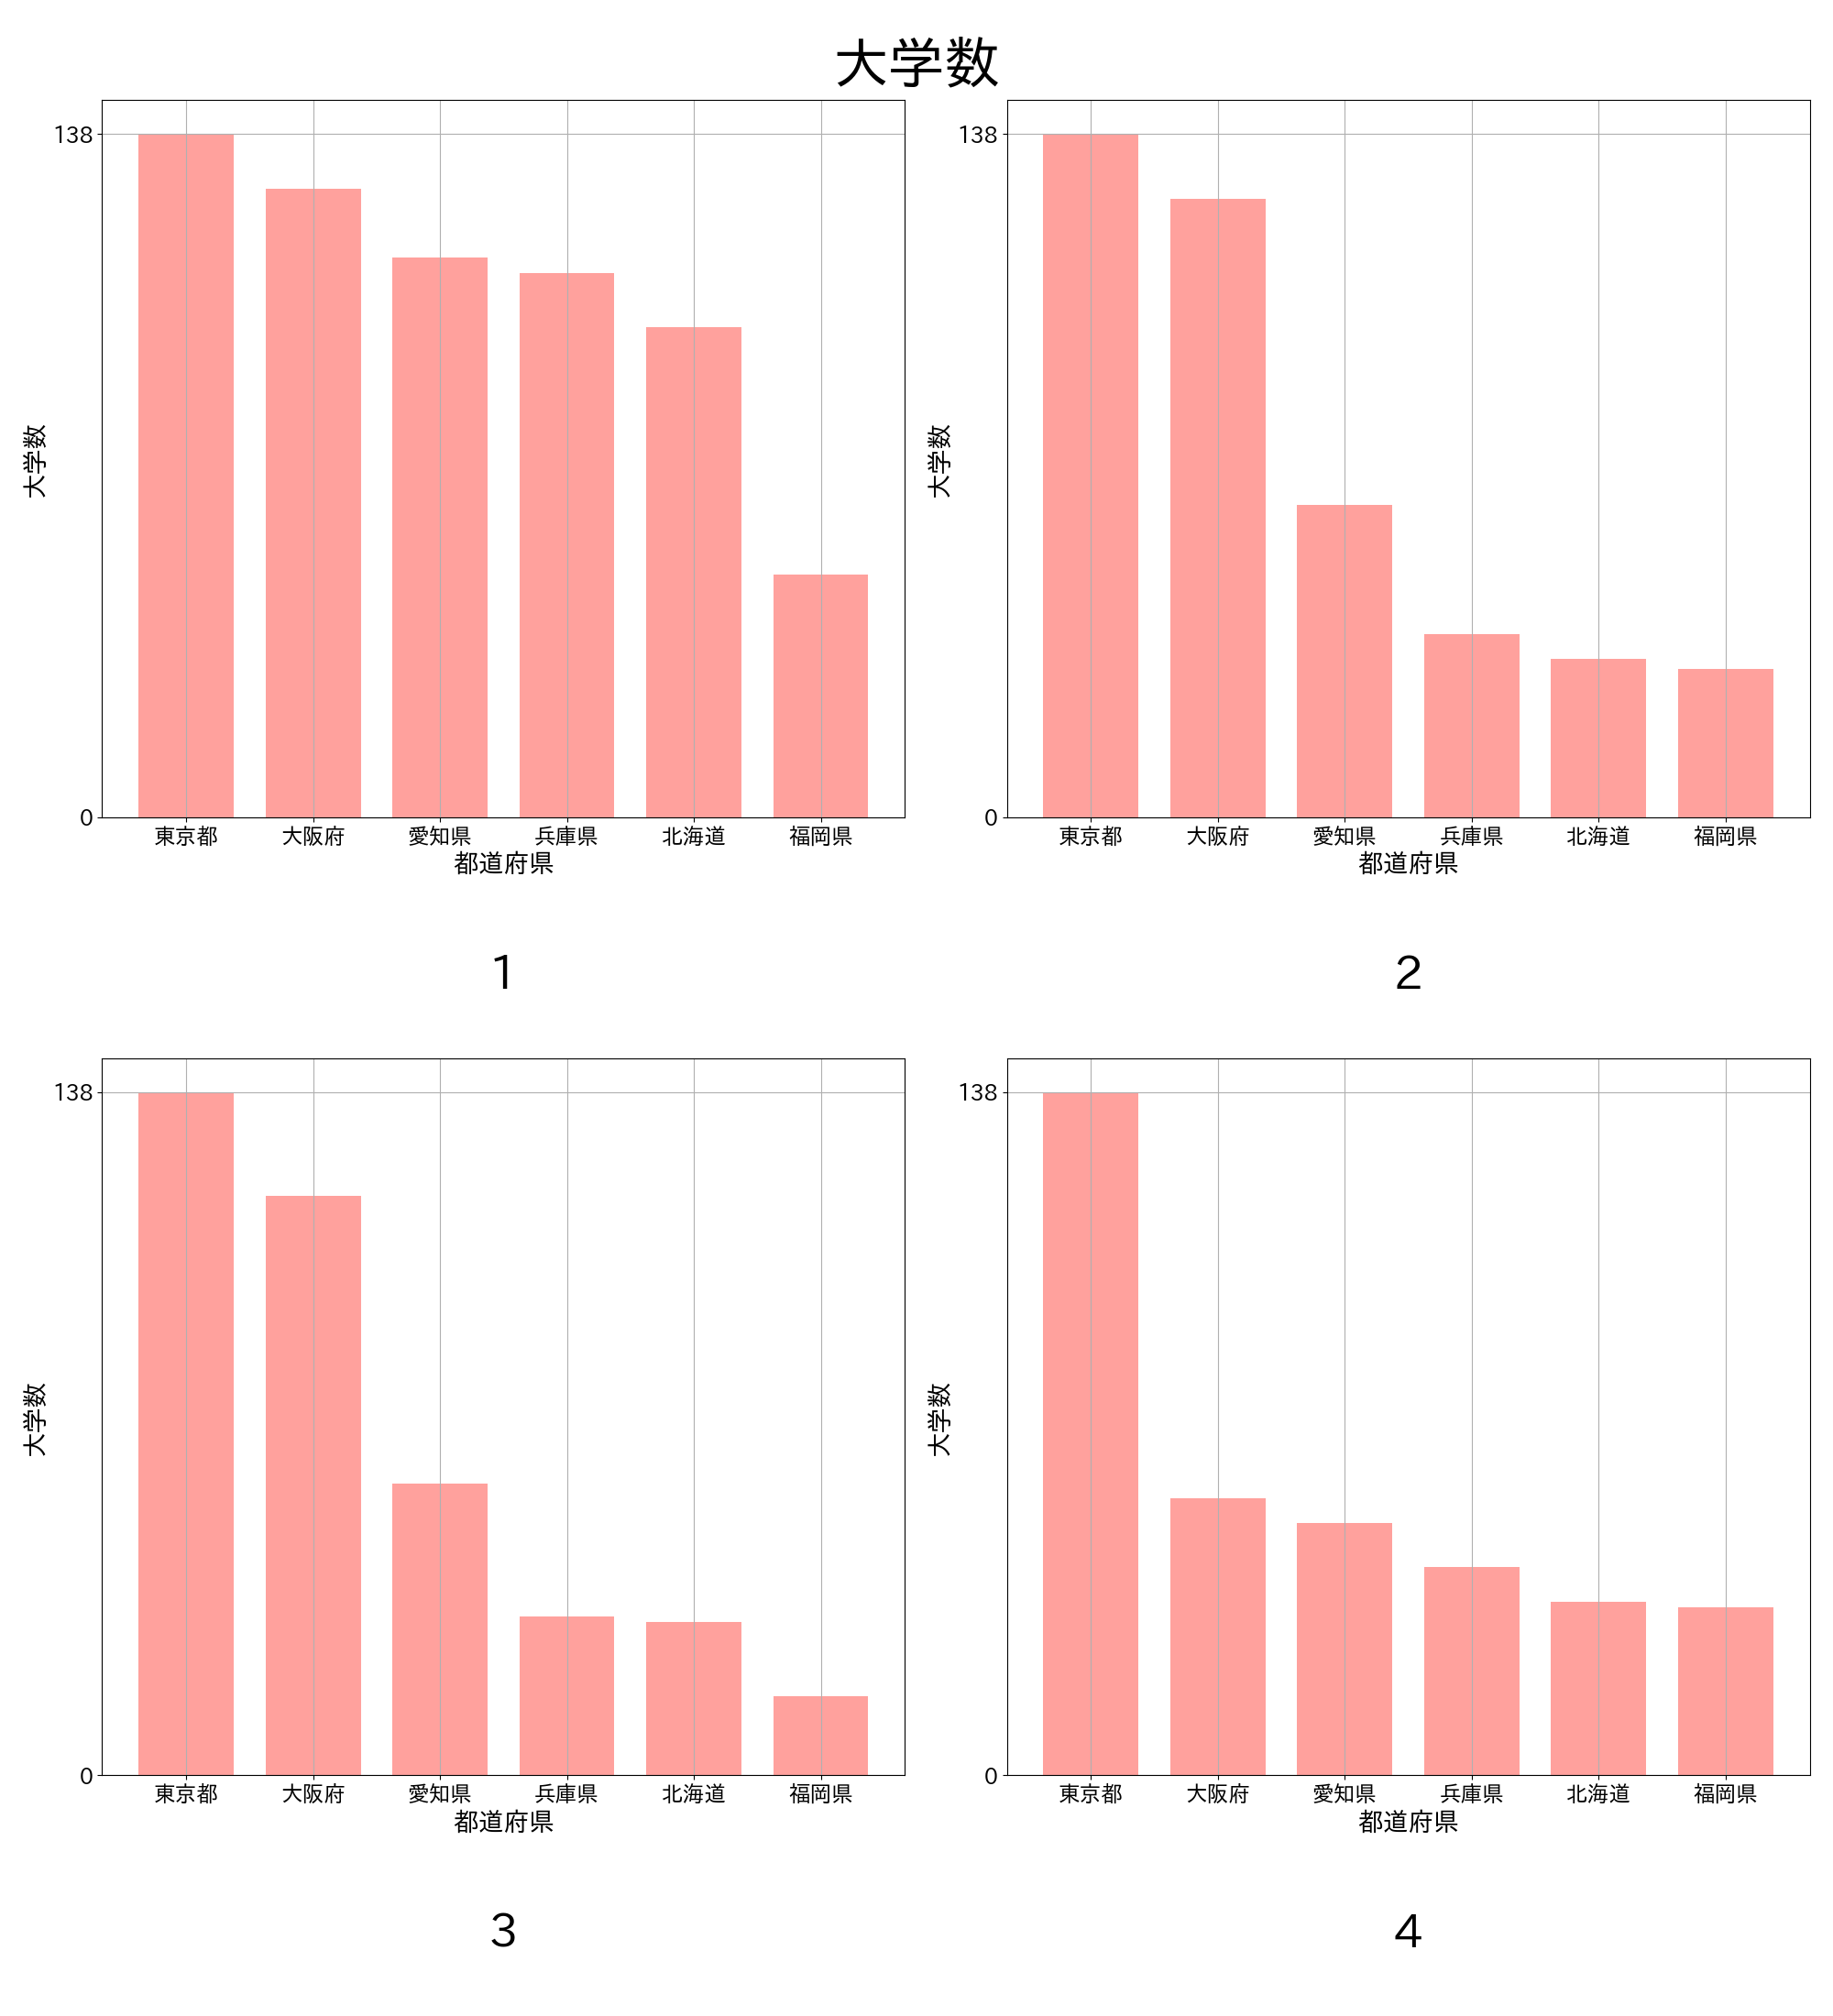 大学数
138
0
大学数
東京都 大阪府 愛知県 兵庫県 北海道 福岡県
都道府県
1
138
0
大学数
東京都 大阪府 愛知県 兵庫県 北海道 福岡県
都道府県
2
138
0
大学数
東京都 大阪府 愛知県 兵庫県 北海道 福岡県
都道府県
3
138
0
大学数
東京都 大阪府 愛知県 兵庫県 北海道 福岡県
都道府県
4